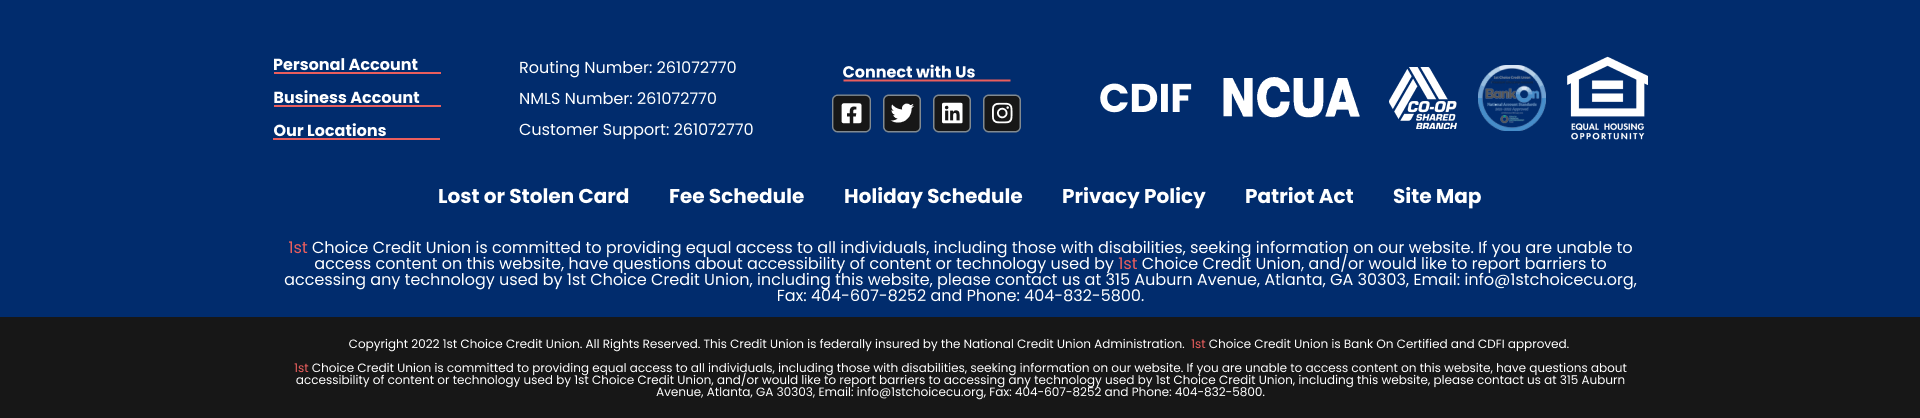 Personal Account
Business Account
Our Locations
Routing Number: 261072770
NMLS Number: 261072770
Customer Support: 261072770
Connect with Us
CDIF
NCUA
CO-OP
SHARED
BRANCH
BankOn
EQUAL HOUSING
OPPORTUNITY
Lost or Stolen Card
Fee Schedule
Holiday Schedule
Privacy Policy
Patriot Act
Site Map
1st Choice Credit Union is committed to providing equal access to all individuals, including those with disabilities, seeking information on our website. If you are unable to
access content on this website, have questions about accessibility of content or technology used by 1st Choice Credit Union, and/or would like to report barriers to
accessing any technology used by 1st Choice Credit Union, including this website, please contact us at 315 Auburn Avenue, Atlanta, GA 30303, Email: info@1stchoicecu.org,
Fax: 404-607-8252 and Phone: 404-832-5800.
Copyright 2022 1st Choice Credit Union. All Rights Reserved. This Credit Union is federally insured by the National Credit Union Administration. 1st Choice Credit Union is Bank On Certified and CDFI approved.
1st Choice Credit Union is committed to providing equal access to all individuals, including those with disabilities, seeking information on our website. If you are unable to access content on this website, have questions about
accessibility of content or technology used by 1st Choice Credit Union, and/or would like to report barriers to accessing any technology used by 1st Choice Credit Union, including this website, please contact us at 315 Auburn
Avenue, Atlanta, GA 30303, Email: info@1stchoicecu.org, Fax: 404-607-8252 and Phone: 404-832-5800.